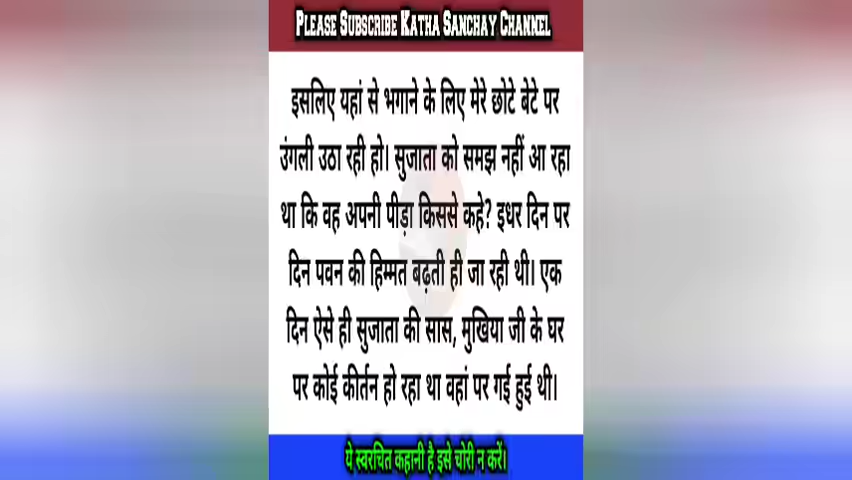 Please Subscribe Katha Sanchay Channel
इसलिए यहां से भगाने के लिए मेरे छोटे बेटे पर
उंगली उठा रही हो। सुजाता को समझ नहीं आ रहा
था कि वह अपनी पीड़ा किससे कहे? इधर दिन पर
दिन पवन की हिम्मत बढ़ती ही जा रही थी। एक
दिन ऐसे ही सुजाता की सास, मुखिया जी के घर
पर कोई कीर्तन हो रहा था वहां पर गई हुई थी।
ये स्वरचित कहानी है इसे चोरी न करें।